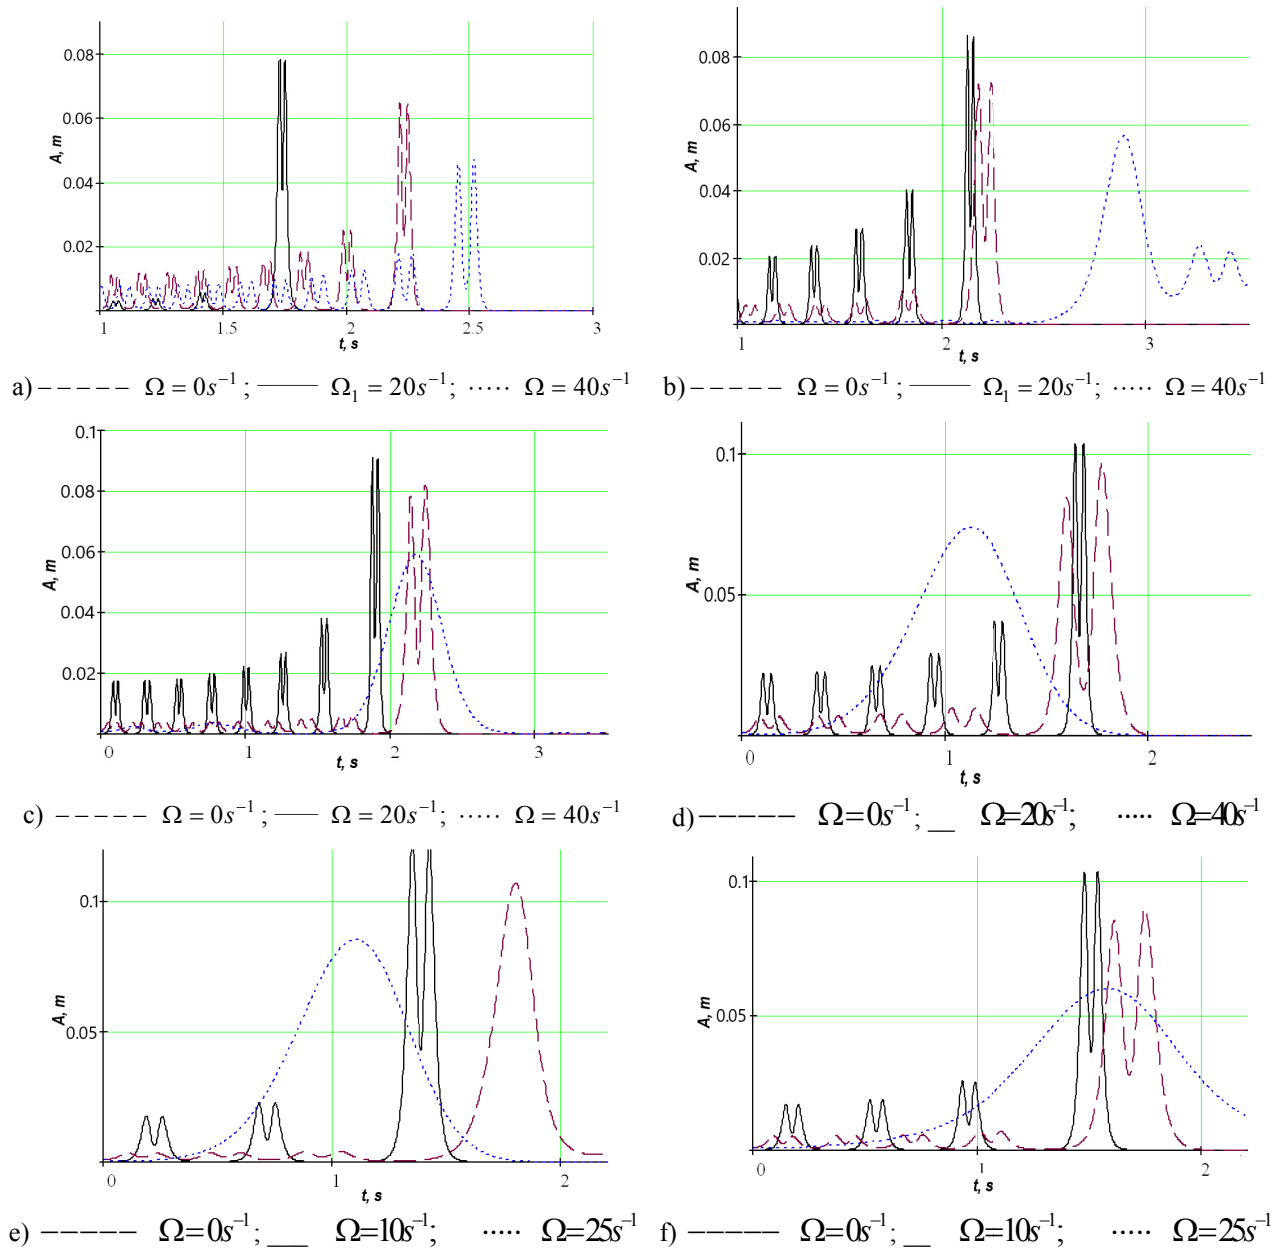 0.08
0.06
0.04
0.02
A, m
1
1.5
2
2.5
3
t, s
0.08
0.06
0.04
0.02
A, m
1
2
3
t, s
a) ----- Ω = 0s⁻¹ ; —— Ω₁ = 20s⁻¹ ; ····· Ω = 40s⁻¹
b) ----- Ω = 0s⁻¹ ; —— Ω₁ = 20s⁻¹ ; ···· Ω = 40s⁻¹
0.1
0.08
0.06
0.04
0.02
A, m
0
1
2
3
t, s
0.1
0.05
A, m
0
1
2
t, s
c) ----- Ω = 0s⁻¹ ; —— Ω = 20s⁻¹ ; ····· Ω = 40s⁻¹
d) ----- Ω=0s⁻¹ ; __ Ω=20s⁻¹; ····· Ω=40s⁻¹
0.1
0.05
A, m
0
1
2
t, s
0.1
0.05
A, m
0
1
2
t, s
e) ----- Ω=0s⁻¹ ; ___ Ω=10s⁻¹; ····· Ω=25s⁻¹
f) ----- Ω=0s⁻¹ ; __ Ω=10s⁻¹; ····· Ω=25s⁻¹